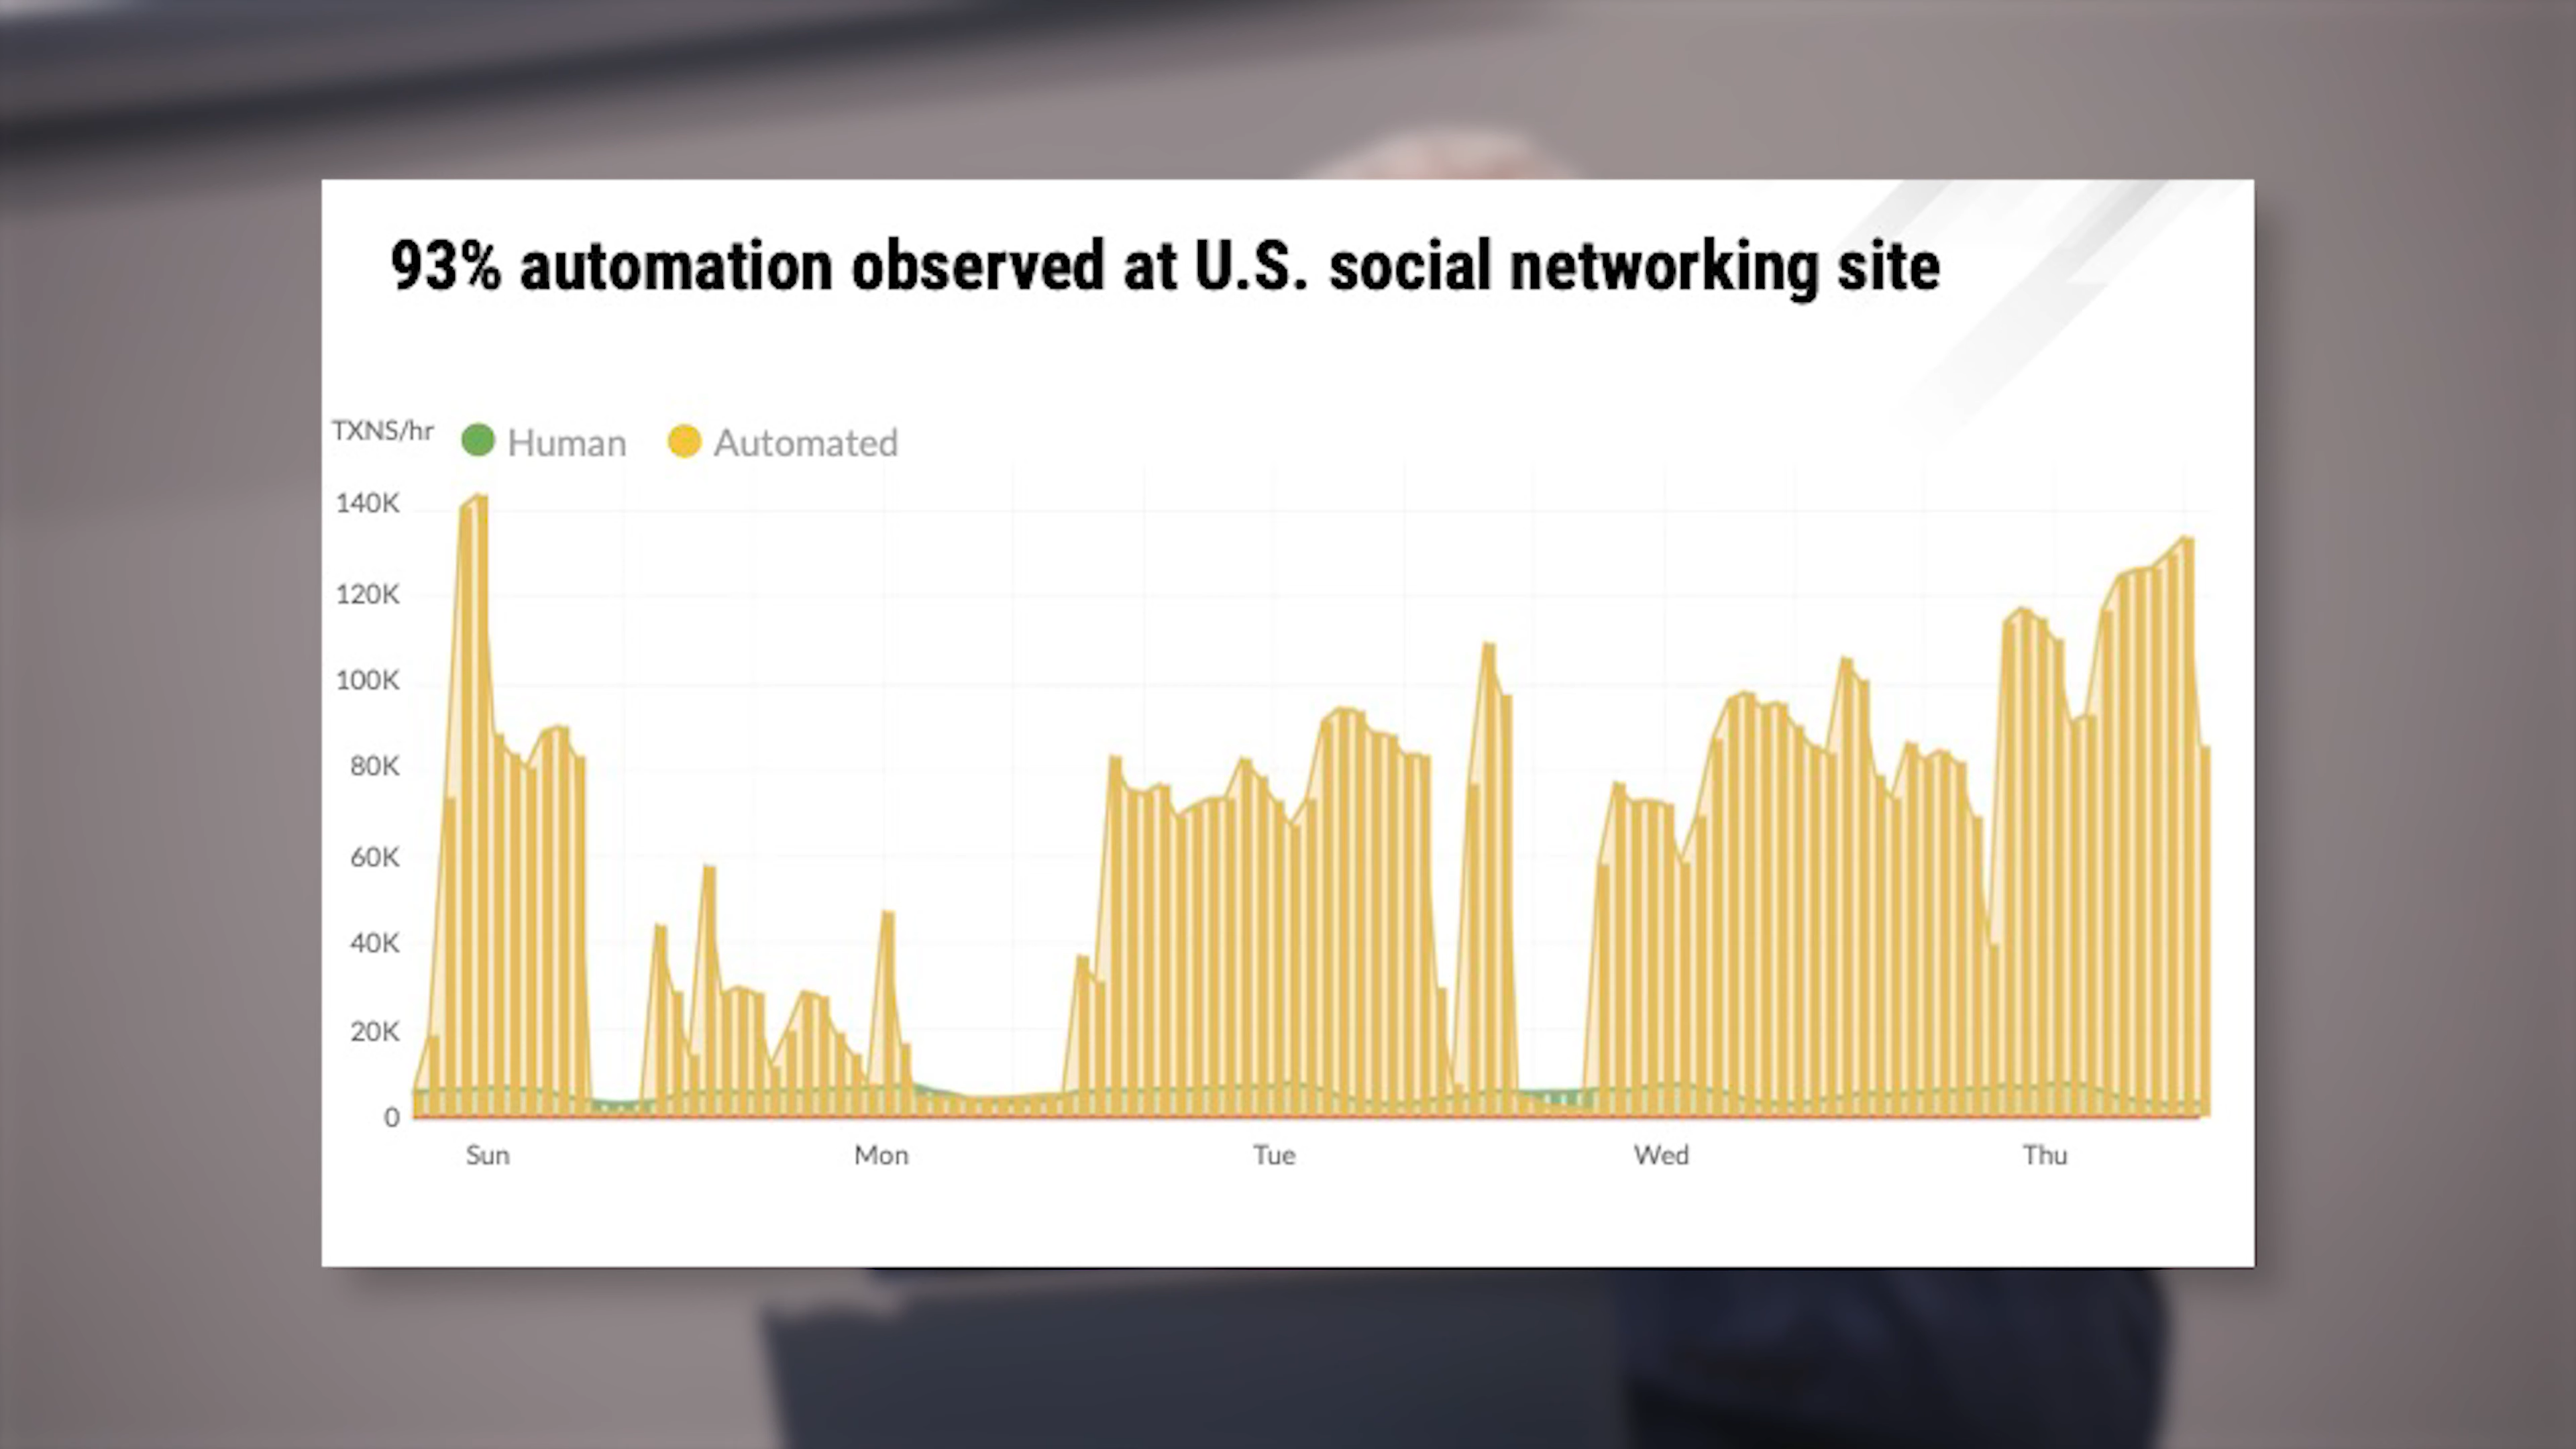 93% automation observed at U.S. social networking site
TXNS/hr Human Automated
140K
120K
100K
80K
60K
40K
20K
0
Sun Mon Tue Wed Thu